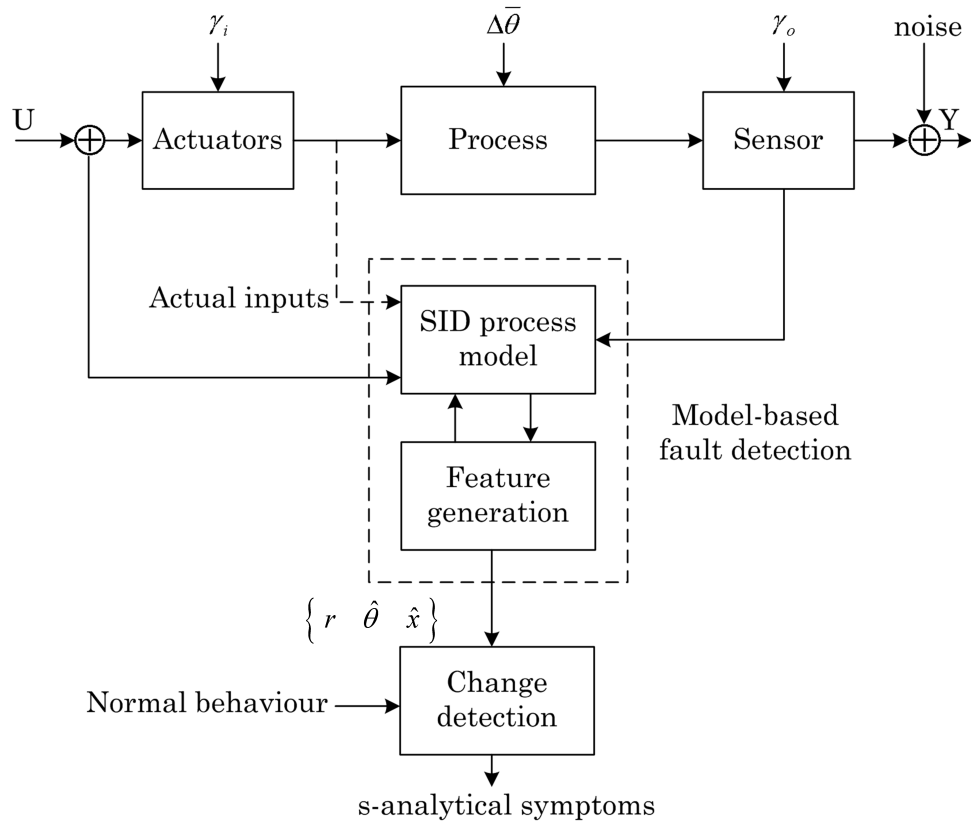 γᵢ
Δθ̅
γₒ
noise
U
Actuators
Process
Sensor
Y
Actual inputs
SID process
model
Model-based
fault detection
Feature
generation
{ r θ̂ x̂ }
Normal behaviour
Change
detection
s-analytical symptoms